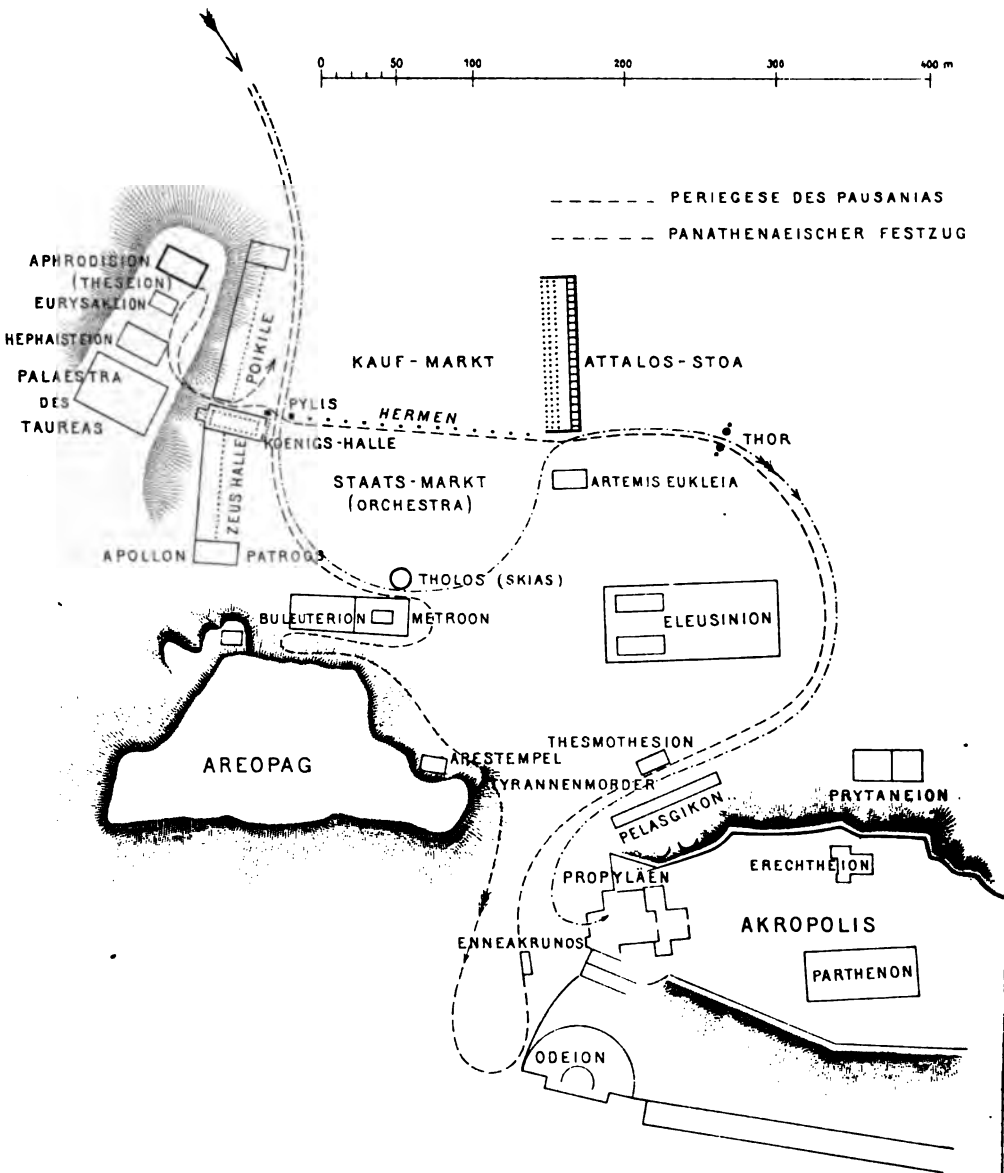 0 50 100 200 300 400 m
PERIEGESE DES PAUSANIAS
PANATHENAEISCHER FESTZUG
APHRODISION
(THESEION)
EURYSAKEION
HEPHAISTEION
PALAESTRA
DES
TAUREAS
POIKILE
KAUF-MARKT
ATTALOS-STOA
PYLIS
HERMEN
KOENIGS-HALLE
THOR
ZEUS HALLE
STAATS-MARKT
(ORCHESTRA)
ARTEMIS EUKLEIA
APOLLON PATROOS
THOLOS (SKIAS)
BULEUTERION
METROON
ELEUSINION
AREOPAG
ARESTEMPEL
THESMOTHESION
TYRANNENMÖRDER
PELASGIKON
PRYTANEION
PROPYLÄEN
ERECHTHEION
AKROPOLIS
ENNEAKRUNOS
PARTHENON
ODEION